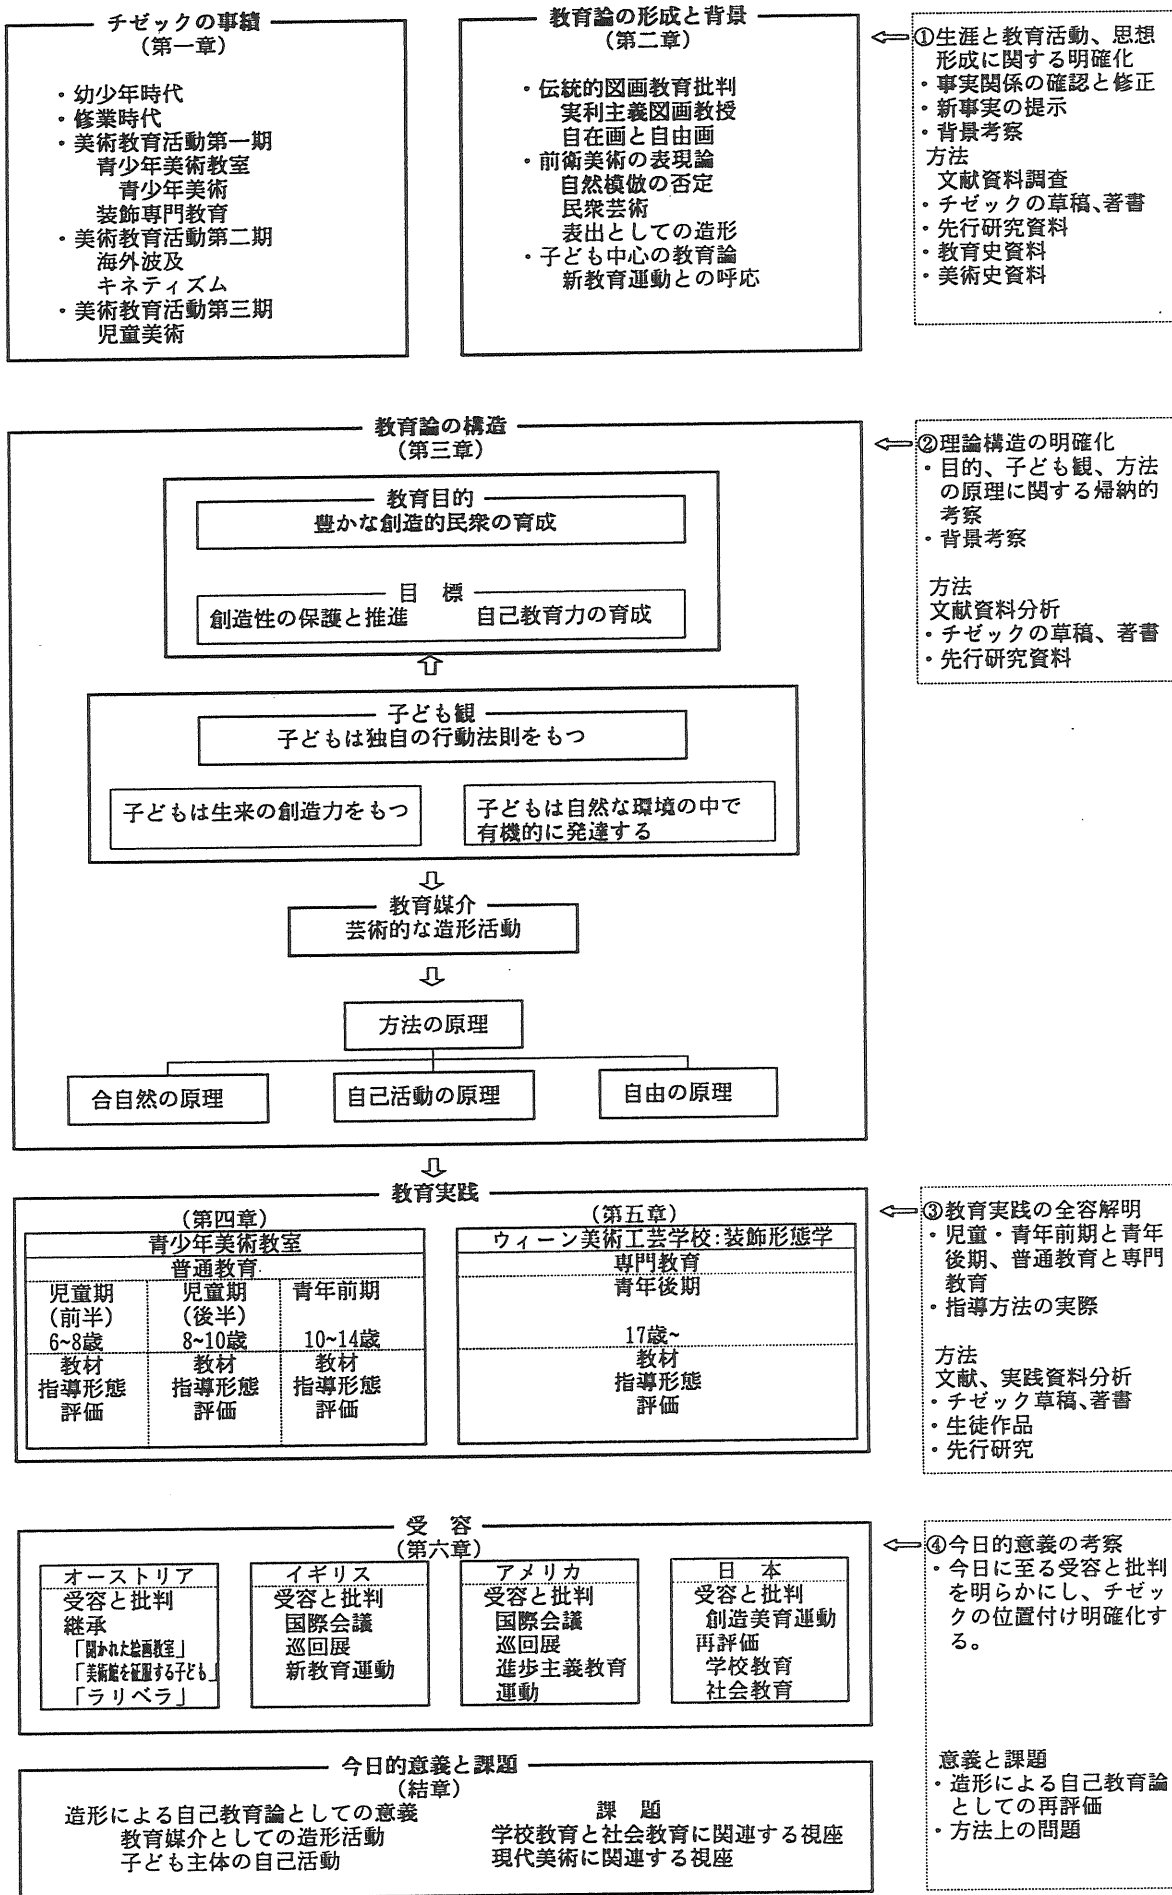 チゼックの事績
(第一章)
・幼少年時代
・修業時代
・美術教育活動第一期
青少年美術教室
青少年美術
装飾専門教育
・美術教育活動第二期
海外波及
キネティズム
・美術教育活動第三期
児童美術
教育論の形成と背景
(第二章)
・伝統的図画教育批判
実利主義図画教授
自在画と自由画
・前衛美術の表現論
自然模倣の否定
民衆芸術
表出としての造形
・子ども中心の教育論
新教育運動との呼応
①生涯と教育活動、思想
形成に関する明確化
・事実関係の確認と修正
・新事実の提示
・背景考察
方法
文献資料調査
・チゼックの草稿、著書
・先行研究資料
・教育史資料
・美術史資料
教育論の構造
(第三章)
教育目的
豊かな創造的民衆の育成
目 標
創造性の保護と推進 自己教育力の育成
⇧
子ども観
子どもは独自の行動法則をもつ
子どもは生来の創造力をもつ
子どもは自然な環境の中で
有機的に発達する
⇩
教育媒介
芸術的な造形活動
⇩
方法の原理
合自然の原理 自己活動の原理 自由の原理
⇦②理論構造の明確化
・目的、子ども観、方法
の原理に関する帰納的
考察
・背景考察
方法
文献資料分析
・チゼックの草稿、著書
・先行研究資料
⇩
教育実践
(第四章)
青少年美術教室
普通教育
児童期
(前半)
6~8歳
教材
指導形態
評価
児童期
(後半)
8~10歳
教材
指導形態
評価
青年前期
10~14歳
教材
指導形態
評価
(第五章)
ウィーン美術工芸学校:装飾形態学
専門教育
青年後期
17歳~
教材
指導形態
評価
⇦③教育実践の全容解明
・児童・青年前期と青年
後期、普通教育と専門
教育
・指導方法の実際
方法
文献、実践資料分析
・チゼック草稿、著書
・生徒作品
・先行研究
受 容
(第六章)
オーストリア
受容と批判
継承
「開かれた絵画教室」
「美術館を征服する子ども」
「ラリベラ」
イギリス
受容と批判
国際会議
巡回展
新教育運動
アメリカ
受容と批判
国際会議
巡回展
進歩主義教育
運動
日 本
受容と批判
創造美育運動
再評価
学校教育
社会教育
⇦④今日的意義の考察
・今日に至る受容と批判
を明らかにし、チゼッ
クの位置付け明確化す
る。
意義と課題
・造形による自己教育論
としての再評価
・方法上の問題
今日的意義と課題
(結章)
造形による自己教育論としての意義
教育媒介としての造形活動
子ども主体の自己活動
課 題
学校教育と社会教育に関連する視座
現代美術に関連する視座